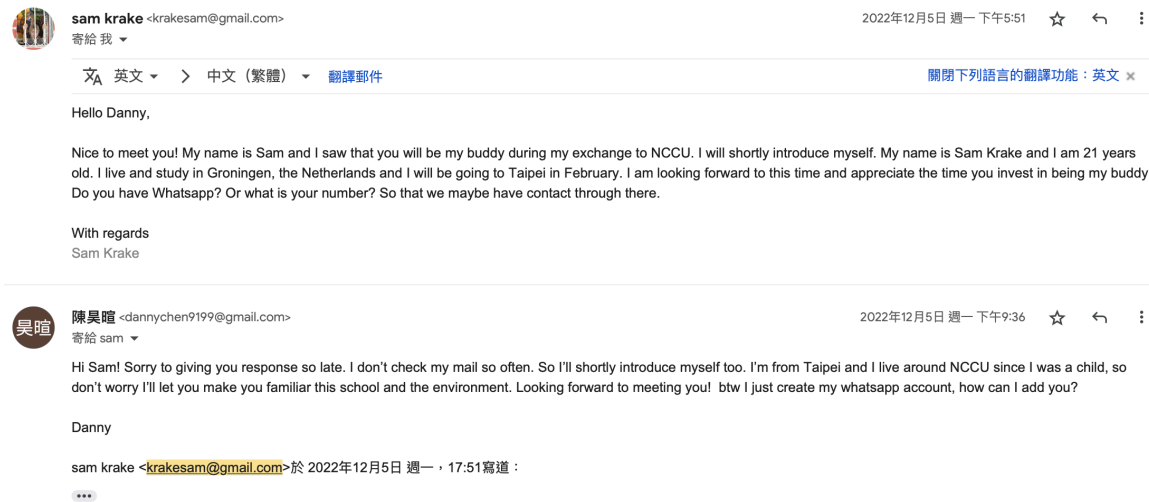 sam krake <krakesam@gmail.com>
2022年12月5日 週一 下午5:51
寄給 我
英文 中文（繁體） 翻譯郵件
關閉下列語言的翻譯功能：英文
Hello Danny,
Nice to meet you! My name is Sam and I saw that you will be my buddy during my exchange to NCCU. I will shortly introduce myself. My name is Sam Krake and I am 21 years
old. I live and study in Groningen, the Netherlands and I will be going to Taipei in February. I am looking forward to this time and appreciate the time you invest in being my buddy
Do you have Whatsapp? Or what is your number? So that we maybe have contact through there.
With regards
Sam Krake
昊暄
陳昊暄 <dannychen9199@gmail.com>
2022年12月5日 週一 下午9:36
寄給 sam
Hi Sam! Sorry to giving you response so late. I don't check my mail so often. So I'll shortly introduce myself too. I'm from Taipei and I live around NCCU since I was a child, so
don't worry I'll let you make you familiar this school and the environment. Looking forward to meeting you!  btw I just create my whatsapp account, how can I add you?
Danny
sam krake <krakesam@gmail.com>於 2022年12月5日 週一，17:51寫道：